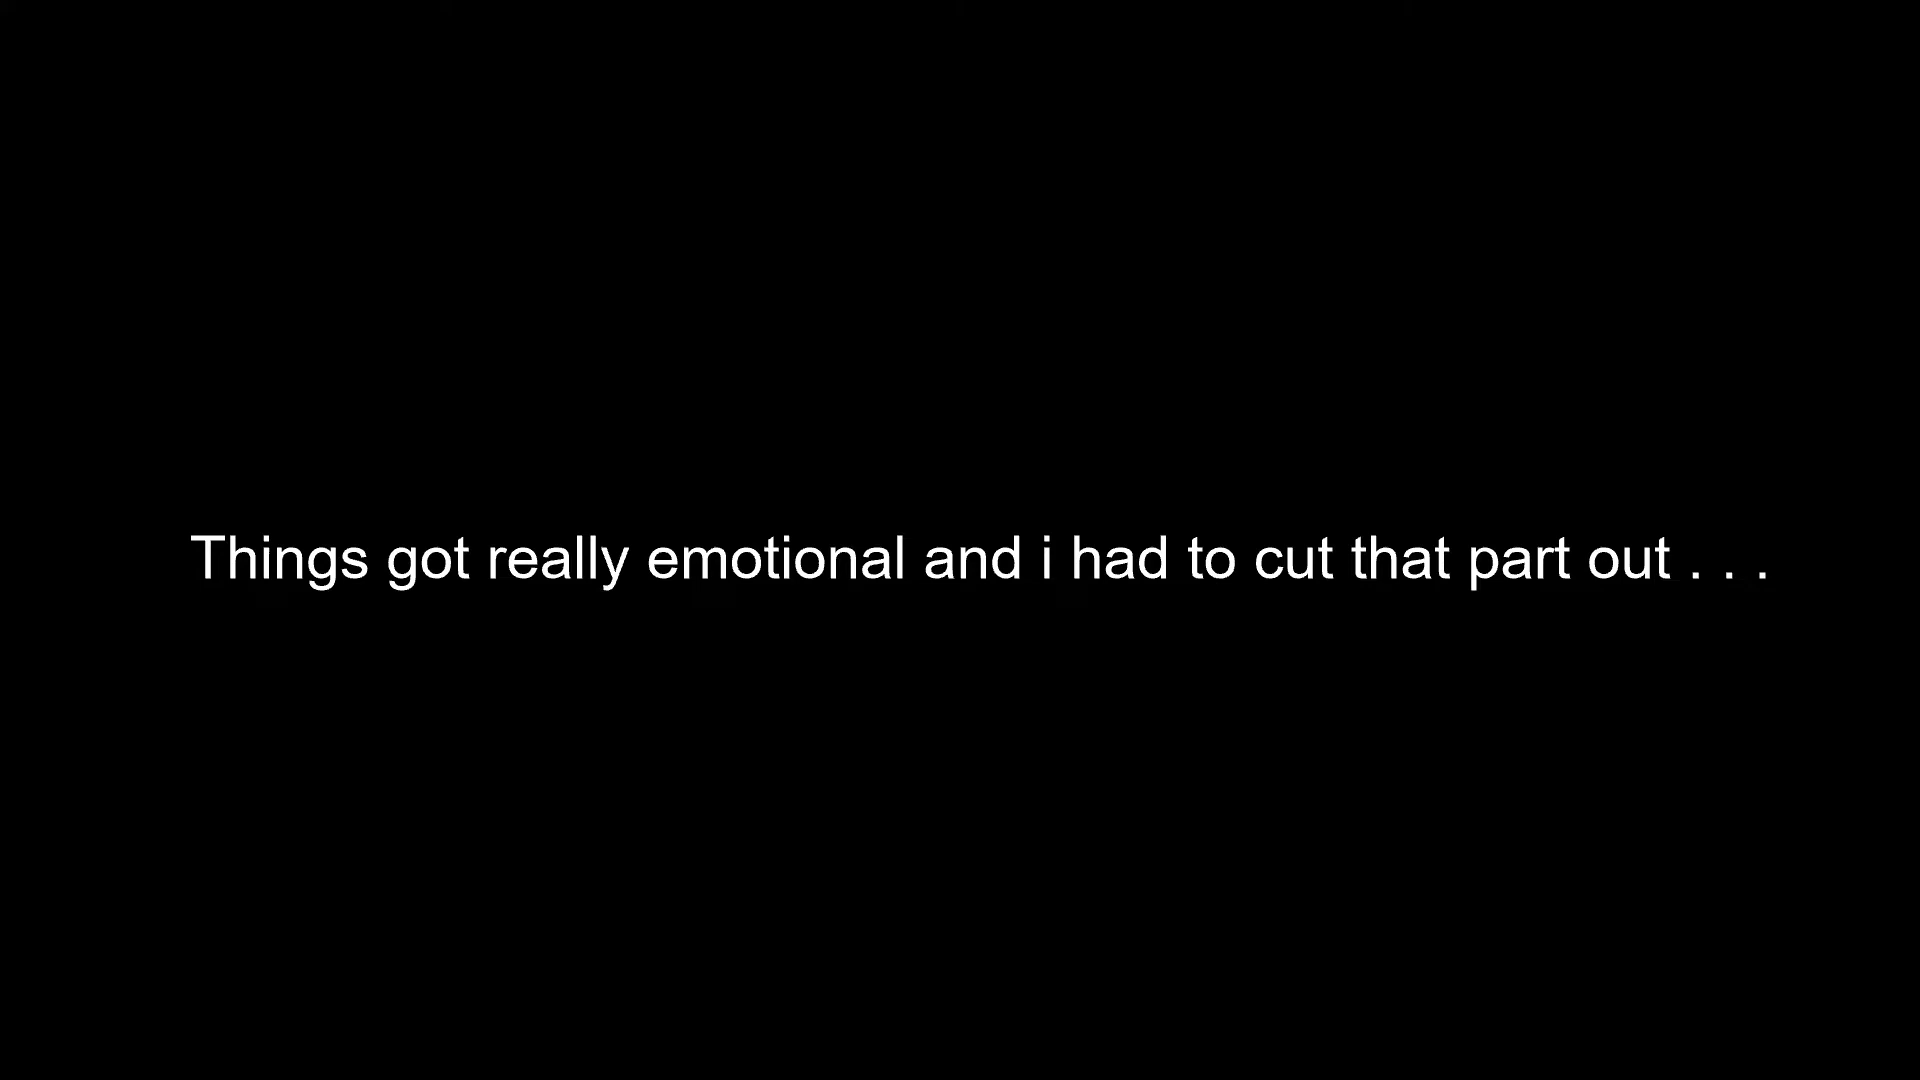 Things got really emotional and i had to cut that part out . . .